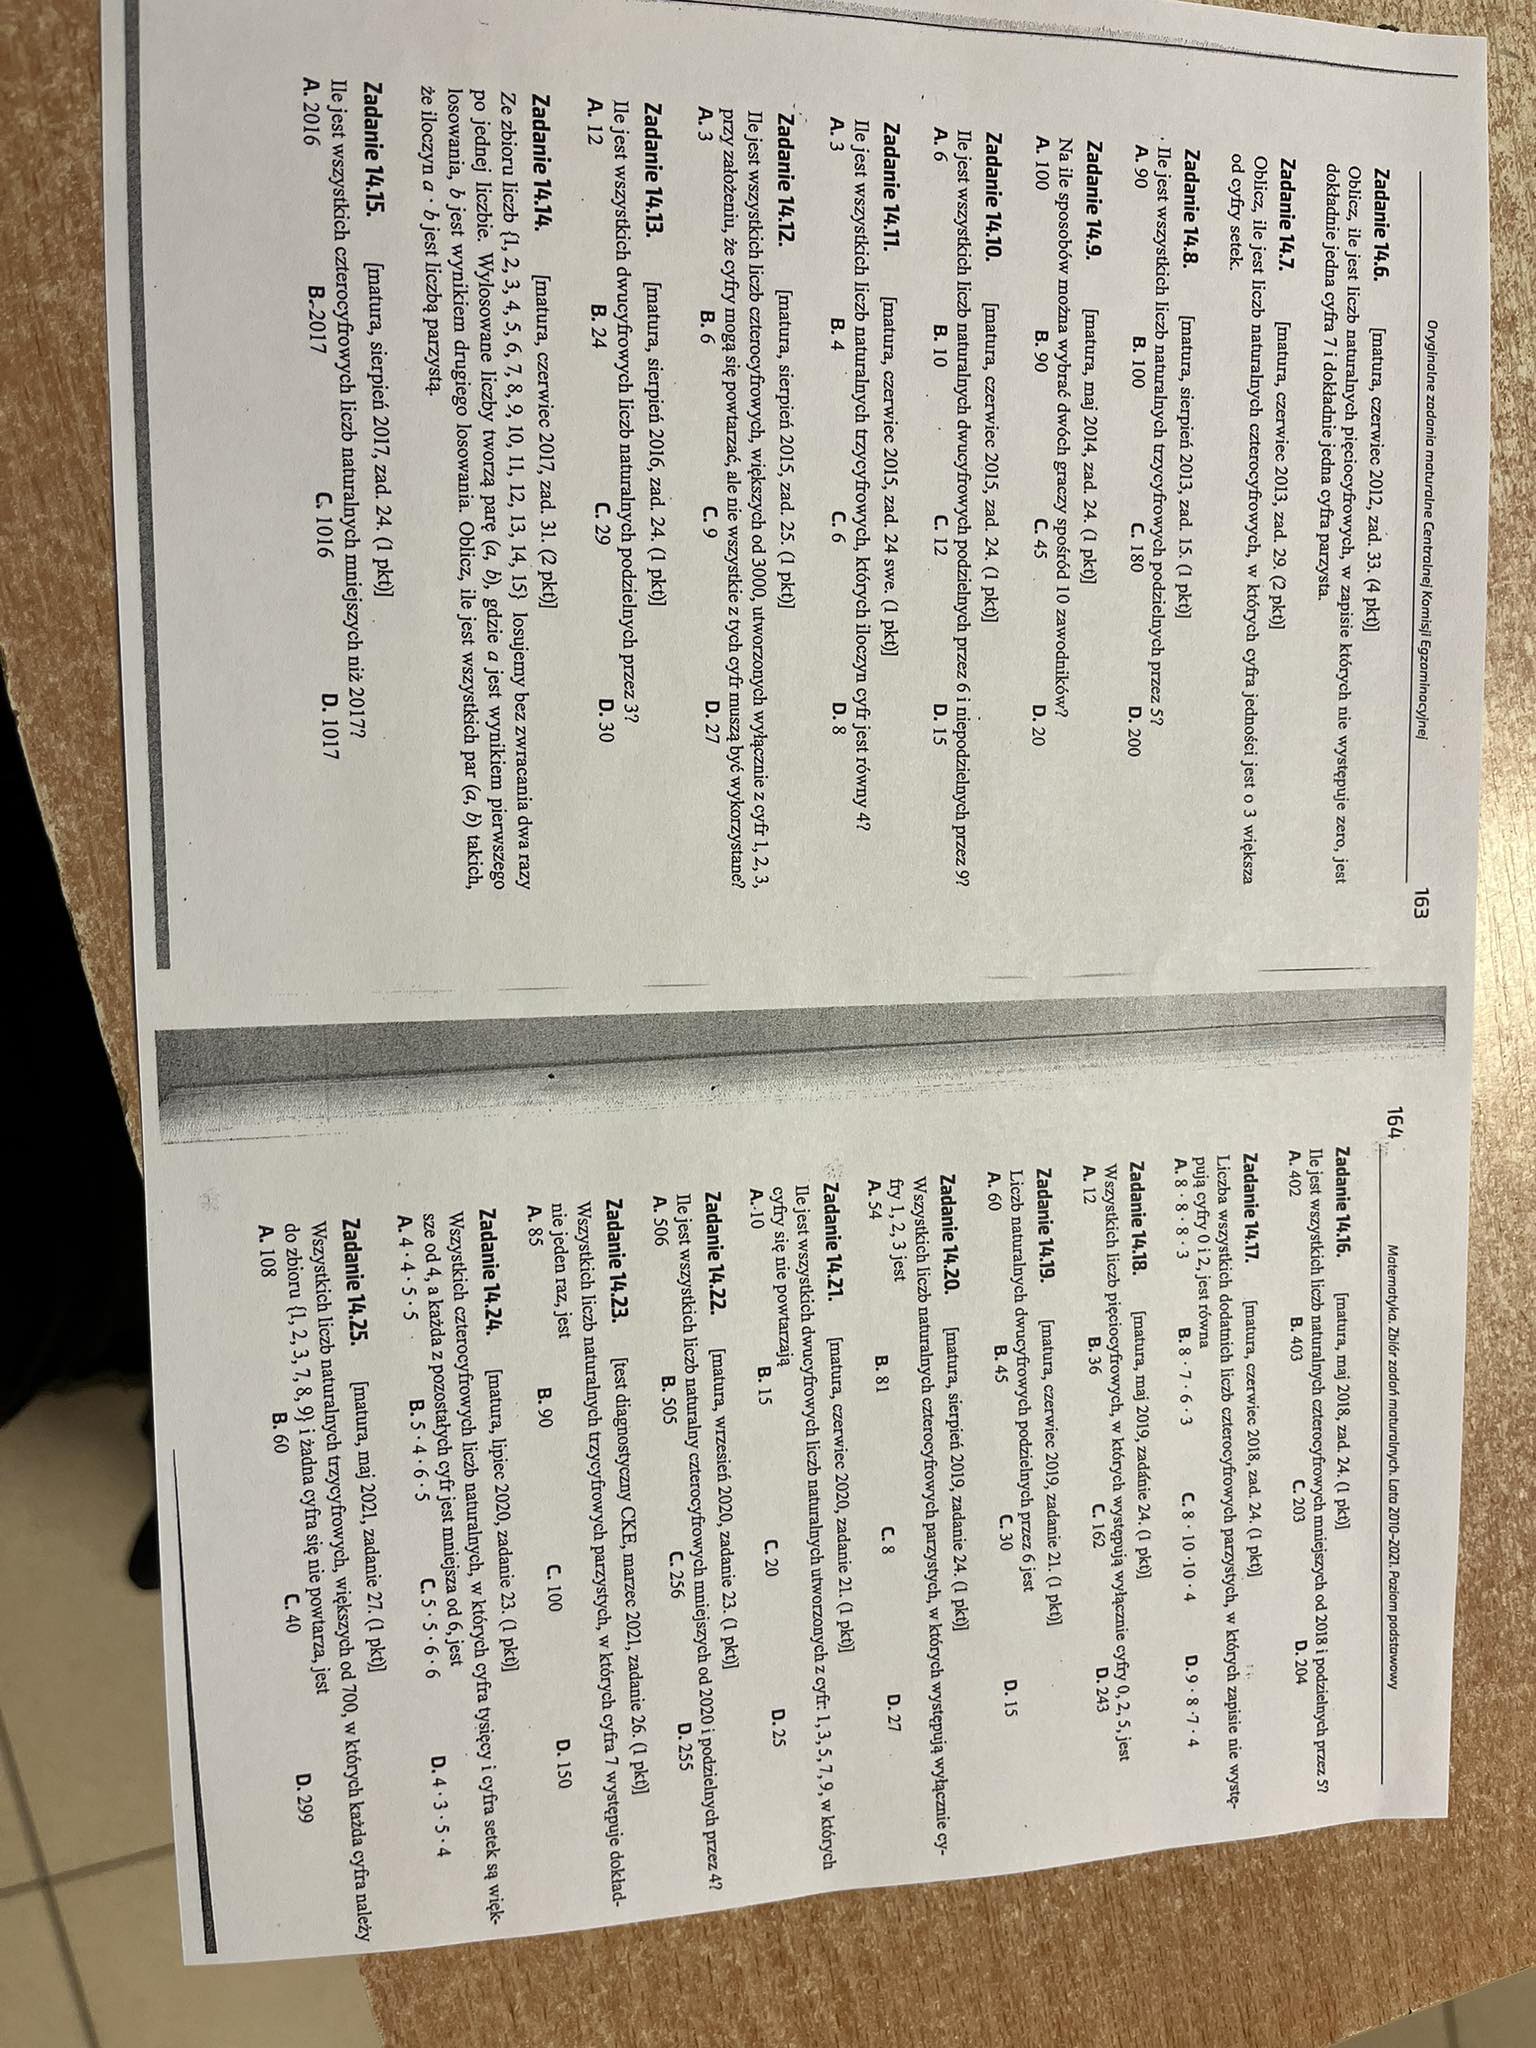 Oryginalne zadania maturalne Centralnej Komisji Egzaminacyjnej 163
Zadanie 14.6. [matura, czerwiec 2012, zad. 33. (4 pkt)]
Oblicz, ile jest liczb naturalnych pięciocyfrowych, w zapisie których nie występuje zero, jest
dokładnie jedna cyfra 7 i dokładnie jedna cyfra parzysta.
Zadanie 14.7. [matura, czerwiec 2013, zad. 29. (2 pkt)]
Oblicz, ile jest liczb naturalnych czterocyfrowych, w których cyfra jedności jest o 3 większa
od cyfry setek.
Zadanie 14.8. [matura, sierpień 2013, zad. 15. (1 pkt)]
Ile jest wszystkich liczb naturalnych trzycyfrowych podzielnych przez 5?
A. 90 B. 100 C. 180 D. 200
Zadanie 14.9. [matura, maj 2014, zad. 24. (1 pkt)]
Na ile sposobów można wybrać dwóch graczy spośród 10 zawodników?
A. 100 B. 90 C. 45 D. 20
Zadanie 14.10. [matura, czerwiec 2015, zad. 24. (1 pkt)]
Ile jest wszystkich liczb naturalnych dwucyfrowych podzielnych przez 6 i niepodzielnych przez 9?
A. 6 B. 10 C. 12 D. 15
Zadanie 14.11. [matura, czerwiec 2015, zad. 24 swe. (1 pkt)]
Ile jest wszystkich liczb naturalnych trzycyfrowych, których iloczyn cyfr jest równy 4?
A. 3 B. 4 C. 6 D. 8
Zadanie 14.12. [matura, sierpień 2015, zad. 25. (1 pkt)]
Ile jest wszystkich liczb czterocyfrowych, większych od 3000, utworzonych wyłącznie z cyfr 1, 2, 3,
przy założeniu, że cyfry mogą się powtarzać, ale nie wszystkie z tych cyfr muszą być wykorzystane?
A. 3 B. 6 C. 9 D. 27
Zadanie 14.13. [matura, sierpień 2016, zad. 24. (1 pkt)]
Ile jest wszystkich dwucyfrowych liczb naturalnych podzielnych przez 3?
A. 12 B. 24 C. 29 D. 30
Zadanie 14.14. [matura, czerwiec 2017, zad. 31. (2 pkt)]
Ze zbioru liczb {1, 2, 3, 4, 5, 6, 7, 8, 9, 10, 11, 12, 13, 14, 15} losujemy bez zwracania dwa razy
po jednej liczbie. Wylosowane liczby tworzą parę (a, b), gdzie a jest wynikiem pierwszego
losowania, b jest wynikiem drugiego losowania. Oblicz, ile jest wszystkich par (a, b) takich,
że iloczyn a · b jest liczbą parzystą.
Zadanie 14.15. [matura, sierpień 2017, zad. 24. (1 pkt)]
Ile jest wszystkich czterocyfrowych liczb naturalnych mniejszych niż 2017?
A. 2016 B. 2017 C. 1016 D. 1017
164 Matematyka. Zbiór zadań maturalnych. Lata 2010–2021. Poziom podstawowy
Zadanie 14.16. [matura, maj 2018, zad. 24. (1 pkt)]
Ile jest wszystkich liczb naturalnych czterocyfrowych mniejszych od 2018 i podzielnych przez 5?
A. 402 B. 403 C. 203 D. 204
Zadanie 14.17. [matura, czerwiec 2018, zad. 24. (1 pkt)]
Liczba wszystkich dodatnich liczb czterocyfrowych parzystych, w których zapisie nie wystę-
pują cyfry 0 i 2, jest równa
A. 8 · 8 · 8 · 3 B. 8 · 7 · 6 · 3 C. 8 · 10 · 10 · 4 D. 9 · 8 · 7 · 4
Zadanie 14.18. [matura, maj 2019, zadanie 24. (1 pkt)]
Wszystkich liczb pięciocyfrowych, w których występują wyłącznie cyfry 0, 2, 5, jest
A. 12 B. 36 C. 162 D. 243
Zadanie 14.19. [matura, czerwiec 2019, zadanie 21. (1 pkt)]
Liczb naturalnych dwucyfrowych podzielnych przez 6 jest
A. 60 B. 45 C. 30 D. 15
Zadanie 14.20. [matura, sierpień 2019, zadanie 24. (1 pkt)]
Wszystkich liczb naturalnych czterocyfrowych parzystych, w których występują wyłącznie cy-
fry 1, 2, 3 jest
A. 54 B. 81 C. 8 D. 27
Zadanie 14.21. [matura, czerwiec 2020, zadanie 21. (1 pkt)]
Ile jest wszystkich dwucyfrowych liczb naturalnych utworzonych z cyfr: 1, 3, 5, 7, 9, w których
cyfry się nie powtarzają
A. 10 B. 15 C. 20 D. 25
Zadanie 14.22. [matura, wrzesień 2020, zadanie 23. (1 pkt)]
Ile jest wszystkich liczb naturalny czterocyfrowych mniejszych od 2020 i podzielnych przez 4?
A. 506 B. 505 C. 256 D. 255
Zadanie 14.23. [test diagnostyczny CKE, marzec 2021, zadanie 26. (1 pkt)]
Wszystkich liczb naturalnych trzycyfrowych parzystych, w których cyfra 7 występuje dokład-
nie jeden raz, jest
A. 85 B. 90 C. 100 D. 150
Zadanie 14.24. [matura, lipiec 2020, zadanie 23. (1 pkt)]
Wszystkich czterocyfrowych liczb naturalnych, w których cyfra tysięcy i cyfra setek są więk-
sze od 4, a każda z pozostałych cyfr jest mniejsza od 6, jest
A. 4 · 4 · 5 · 5 B. 5 · 4 · 6 · 5 C. 5 · 5 · 6 · 6 D. 4 · 3 · 5 · 4
Zadanie 14.25. [matura, maj 2021, zadanie 27. (1 pkt)]
Wszystkich liczb naturalnych trzycyfrowych, większych od 700, w których każda cyfra należy
do zbioru {1, 2, 3, 7, 8, 9} i żadna cyfra się nie powtarza, jest
A. 108 B. 60 C. 40 D. 299